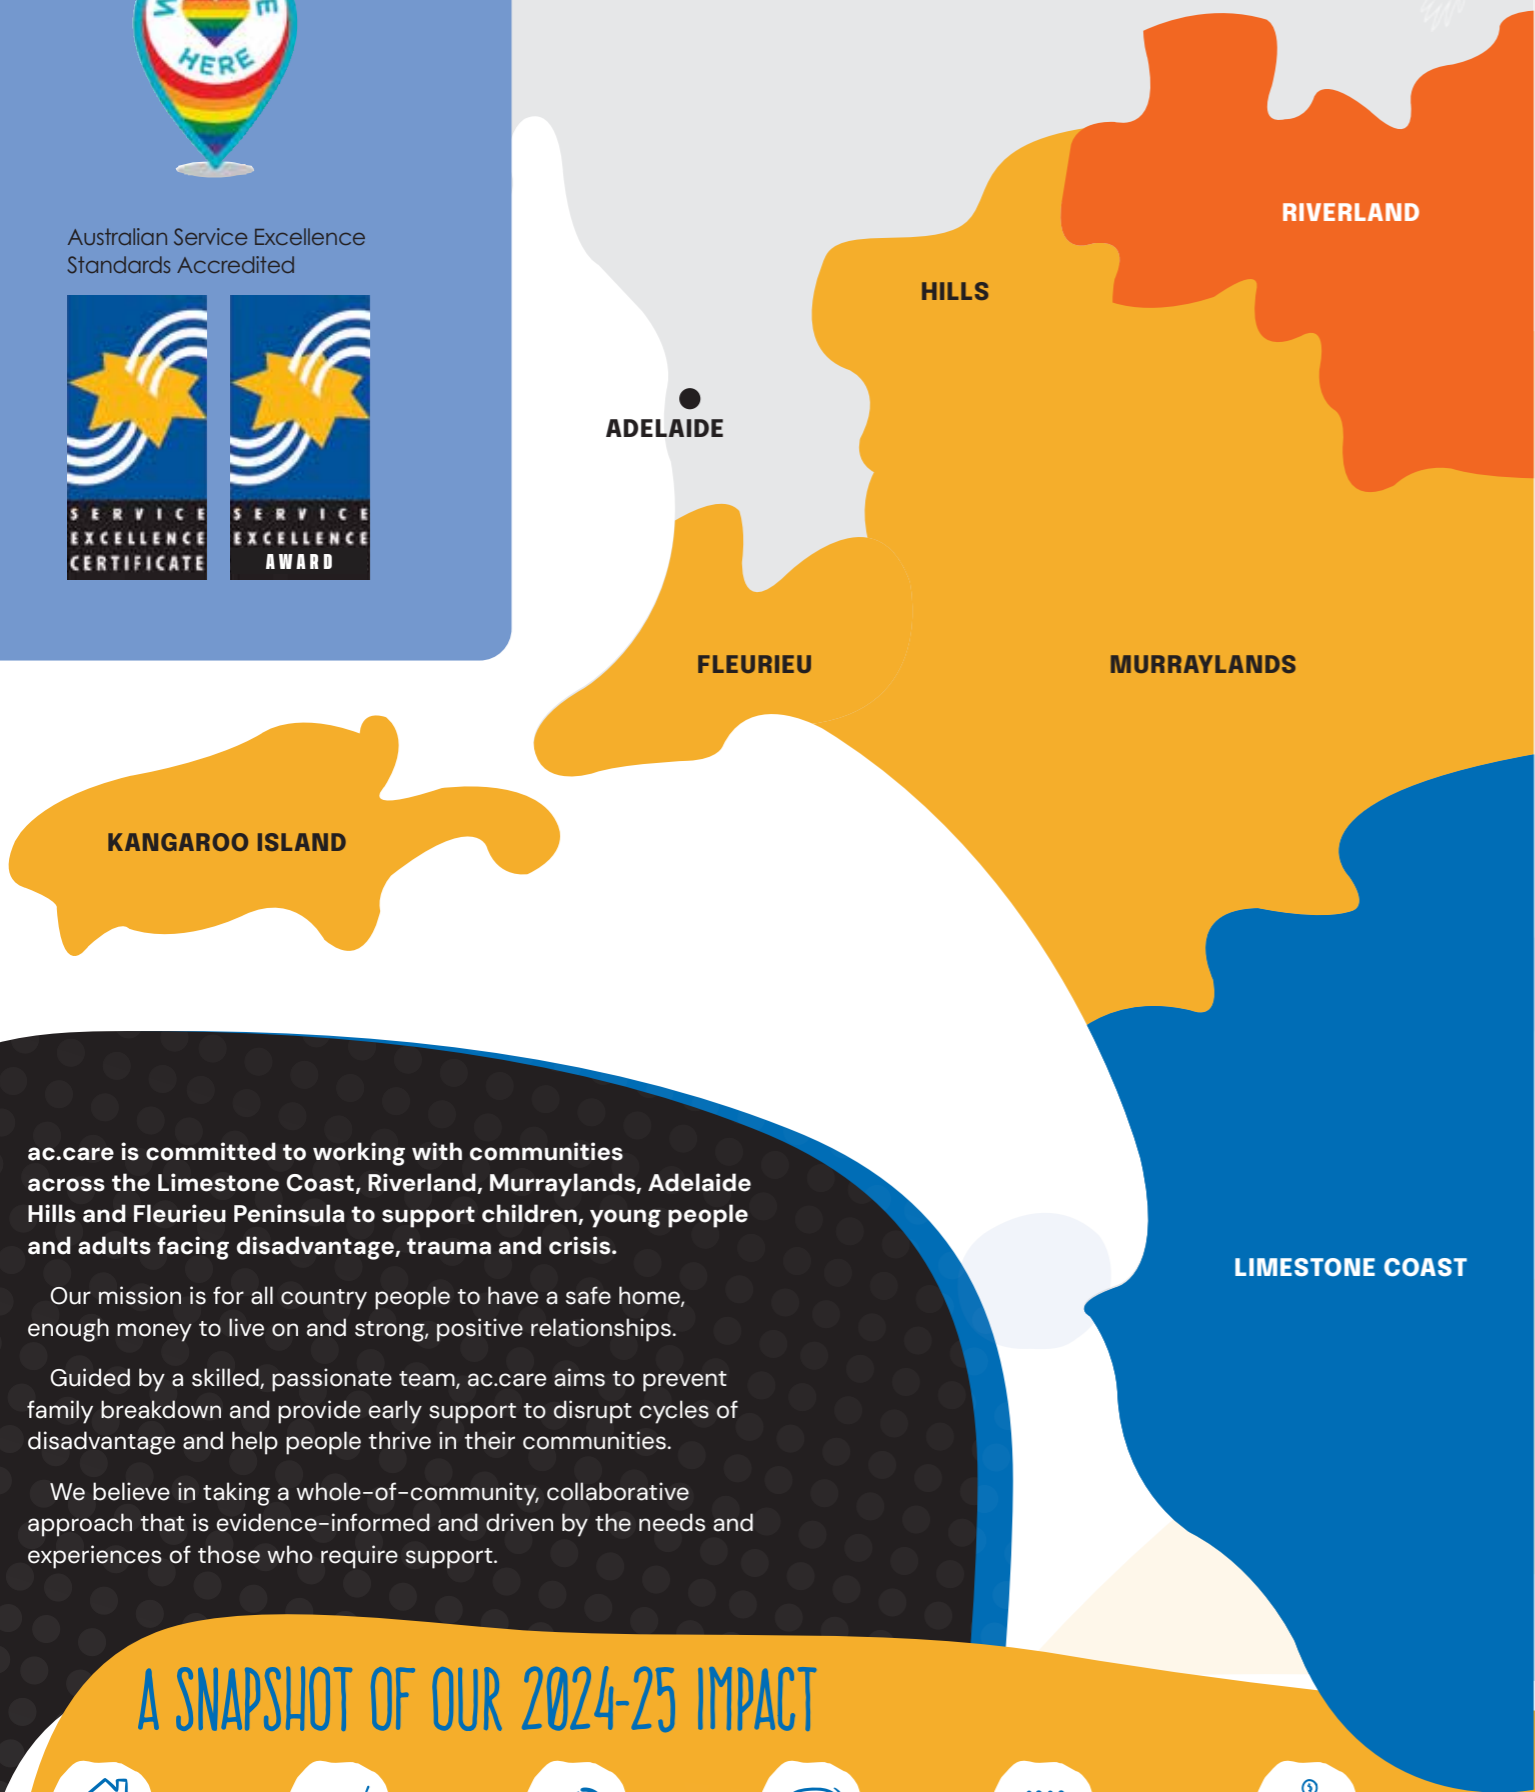 HERE
Australian Service Excellence
Standards Accredited
SERVICE
EXCELLENCE
CERTIFICATE
SERVICE
EXCELLENCE
AWARD
RIVERLAND
HILLS
ADELAIDE
FLEURIEU
MURRAYLANDS
KANGAROO ISLAND
LIMESTONE COAST
ac.care is committed to working with communities
across the Limestone Coast, Riverland, Murraylands, Adelaide
Hills and Fleurieu Peninsula to support children, young people
and adults facing disadvantage, trauma and crisis.
Our mission is for all country people to have a safe home,
enough money to live on and strong, positive relationships.
Guided by a skilled, passionate team, ac.care aims to prevent
family breakdown and provide early support to disrupt cycles of
disadvantage and help people thrive in their communities.
We believe in taking a whole-of-community, collaborative
approach that is evidence-informed and driven by the needs and
experiences of those who require support.
A SNAPSHOT OF OUR 2024-25 IMPACT